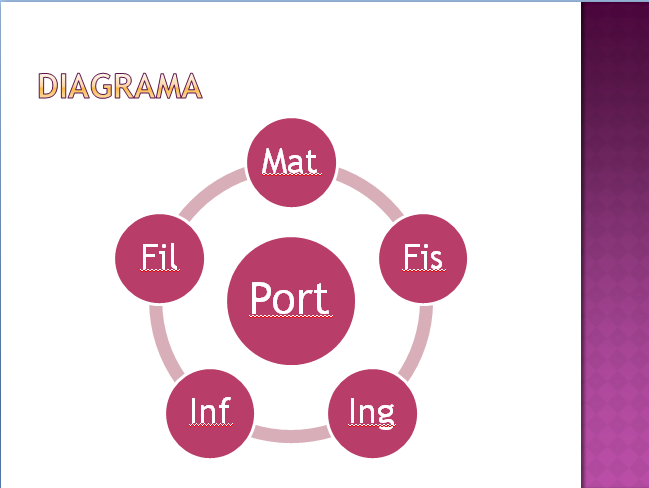 DIAGRAMA
Mat
Fil
Fis
Port
Inf
Ing